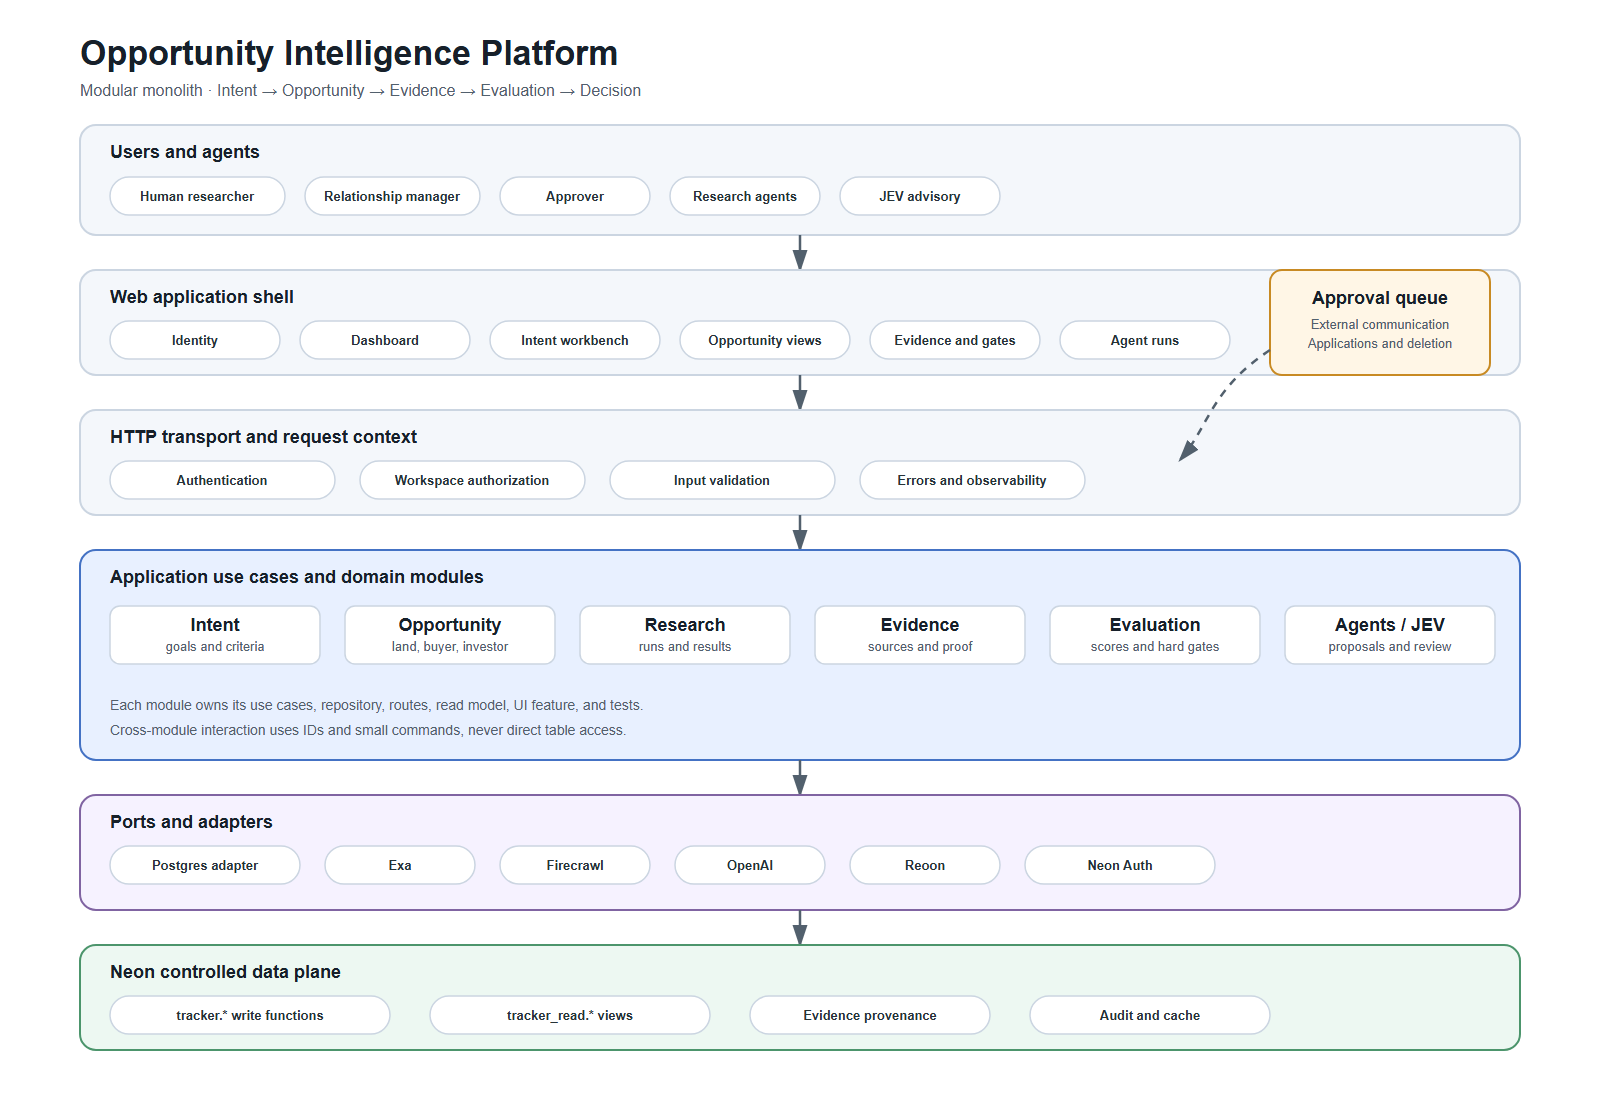 Opportunity Intelligence Platform
Modular monolith · Intent → Opportunity → Evidence → Evaluation → Decision
Users and agents
Human researcher
Relationship manager
Approver
Research agents
JEV advisory
Web application shell
Identity
Dashboard
Intent workbench
Opportunity views
Evidence and gates
Agent runs
Approval queue
External communication
Applications and deletion
HTTP transport and request context
Authentication
Workspace authorization
Input validation
Errors and observability
Application use cases and domain modules
Intent
goals and criteria
Opportunity
land, buyer, investor
Research
runs and results
Evidence
sources and proof
Evaluation
scores and hard gates
Agents / JEV
proposals and review
Each module owns its use cases, repository, routes, read model, UI feature, and tests.
Cross-module interaction uses IDs and small commands, never direct table access.
Ports and adapters
Postgres adapter
Exa
Firecrawl
OpenAI
Reoon
Neon Auth
Neon controlled data plane
tracker.* write functions
tracker_read.* views
Evidence provenance
Audit and cache